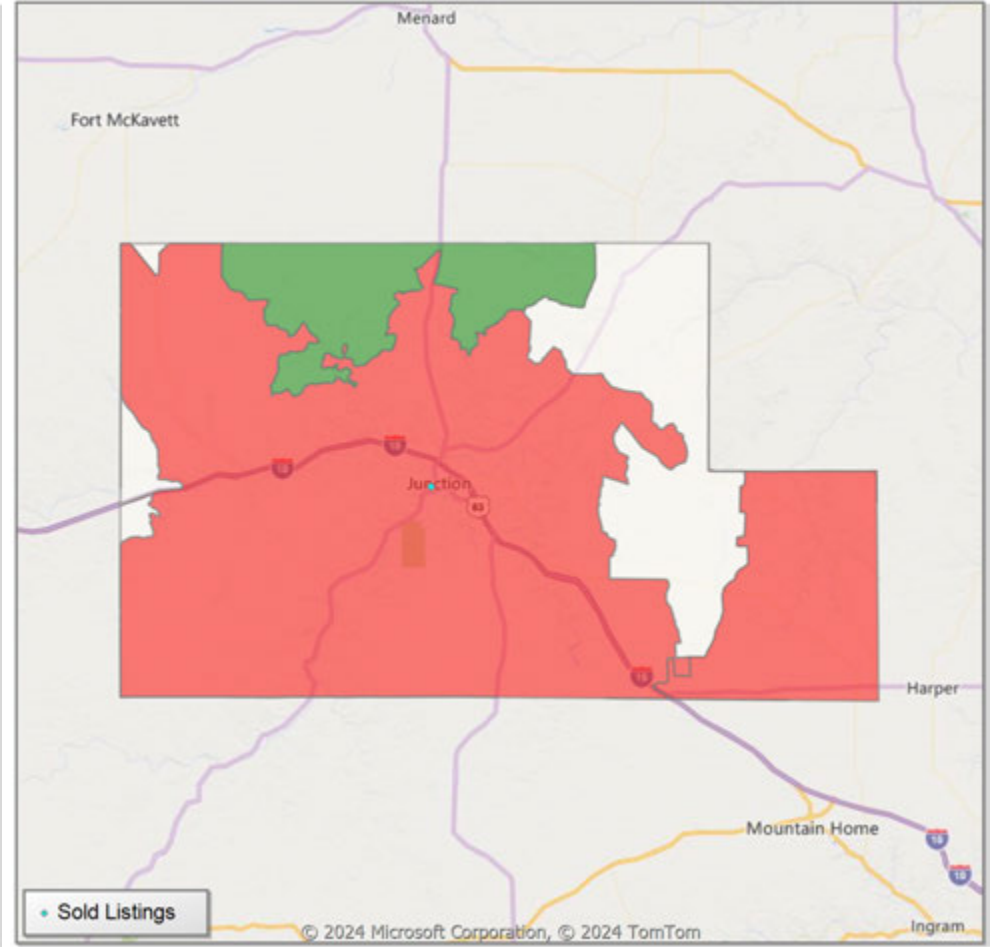 Menard
Fort McKavett
10
10
Junction
83
10
Harper
Mountain Home
10
10
Sold Listings
Ingram
© 2024 Microsoft Corporation, © 2024 TomTom